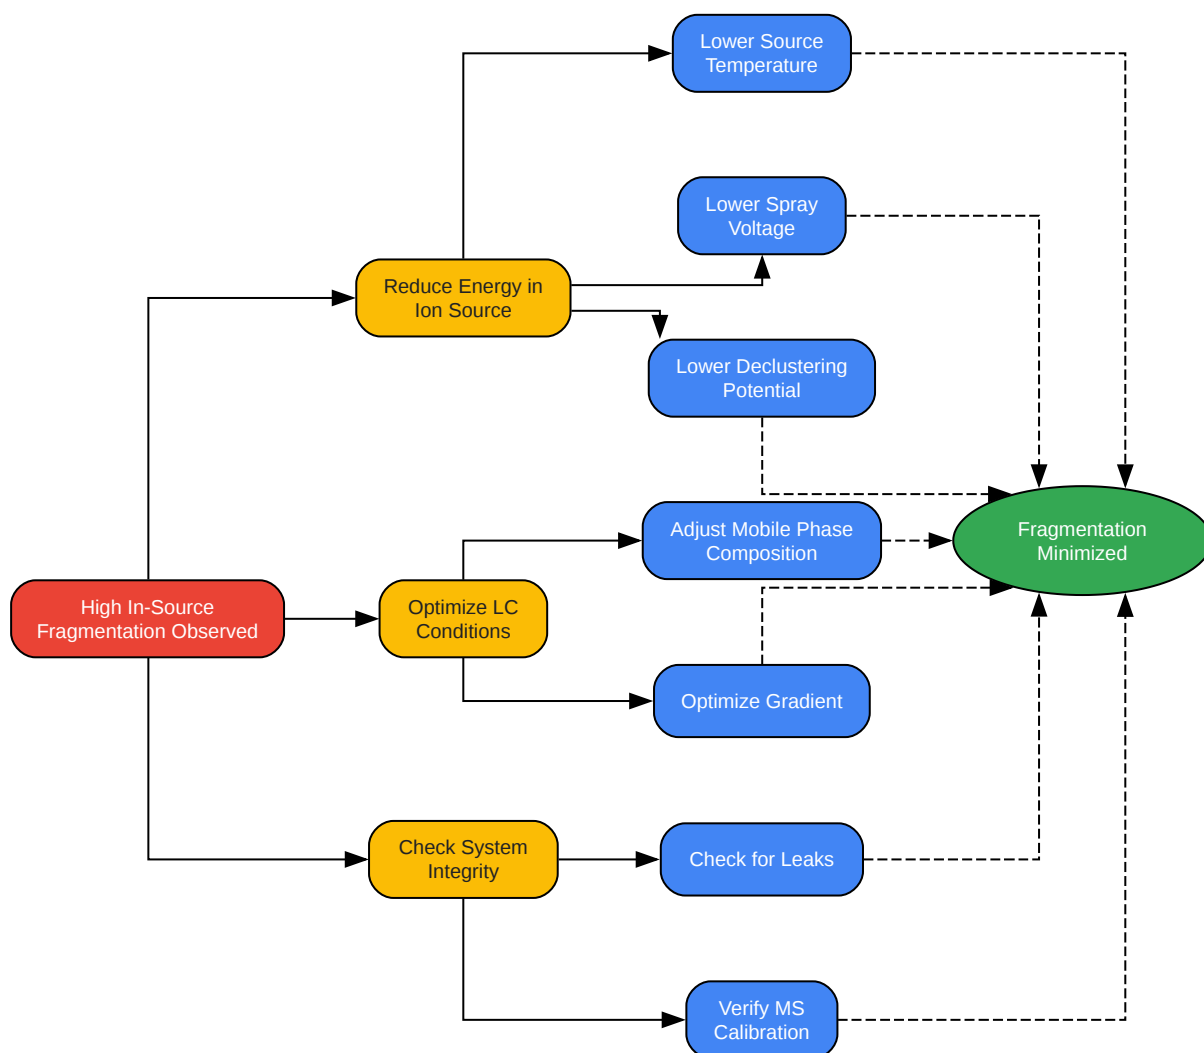 Lower Source
Temperature
Lower Spray
Voltage
Reduce Energy in
Ion Source
Lower Declustering
Potential
Adjust Mobile Phase
Composition
Fragmentation
Minimized
High In-Source
Fragmentation Observed
Optimize LC
Conditions
Optimize Gradient
Check System
Integrity
Check for Leaks
Verify MS
Calibration